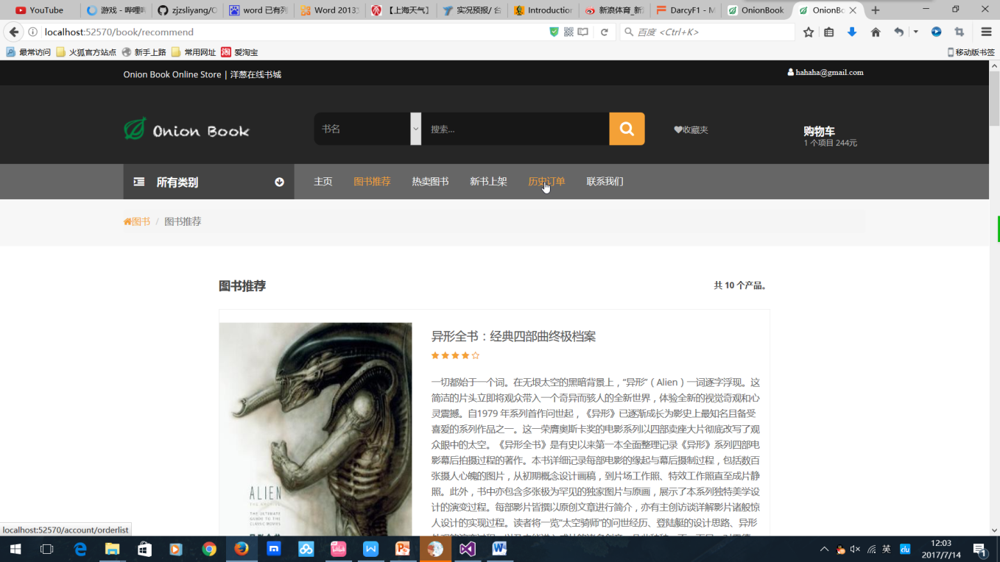 YouTube
游戏 - 哔哩哔
zjzsliyang/O
word 已有列
Word 2013
【上海天气】
实况预报/ 台
Introduction
新浪体育_新
DarcyF1 - M
OnionBook
OnionBo
localhost:52570/book/recommend
百度 <Ctrl+K>
最常访问
火狐官方站点
新手上路
常用网址
爱淘宝
移动版书签
Onion Book Online Store | 洋葱在线书城
hahaha@gmail.com
Onion Book
书名
搜索...
收藏夹
购物车
1 个项目 244元
所有类别
主页
图书推荐
热卖图书
新书上架
历史订单
联系我们
图书 / 图书推荐
图书推荐
共 10 个产品。
异形全书：经典四部曲终极档案
一切都始于一个词。在无垠太空的黑暗背景上，“异形”（ Alien ）一词逐字浮现。这
简洁的片头立即将观众带入一个奇异而骇人的全新世界，体验全新的视觉奇观和心
灵震撼。自1979 年系列首作问世起，《异形》已逐渐成长为影史上最知名且备受
喜爱的系列作品之一。这一荣膺奥斯卡奖的电影系列以四部卖座大片彻底改写了观
众眼中的太空。《异形全书》是有史以来第一本全面整理记录《异形》系列四部电
影幕后拍摄过程的著作。本书详细记录每部电影的缘起与幕后摄制过程，包括数百
张摄人心魄的图片，从初期概念设计画稿，到片场工作照、特效工作照直至成片静
照。此外，书中亦包含多张极为罕见的独家图片与原画，展示了本系列独特美学设
计的演变过程。每部影片皆撰以原创文章进行简介，亦有主创访谈详解影片诸般惊
人设计的实现过程。读者将一览“太空骑师”的问世经历、登陆艇的设计思路、异形
ALIEN
THE ARCHIVE
THE ULTIMATE
GUIDE TO THE
CLASSIC MOVIES
localhost:52570/account/orderlist
英
12:03
2017/7/14